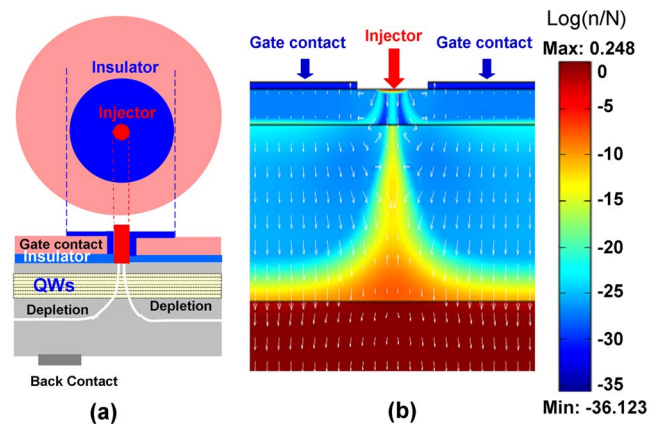 Insulator
Injector
Gate contact
Insulator
QWs
Depletion
Depletion
Back Contact
(a)
Gate contact
Injector
Gate contact
(b)
Log(n/N)
Max: 0.248
0
-5
-10
-15
-20
-25
-30
-35
Min: -36.123